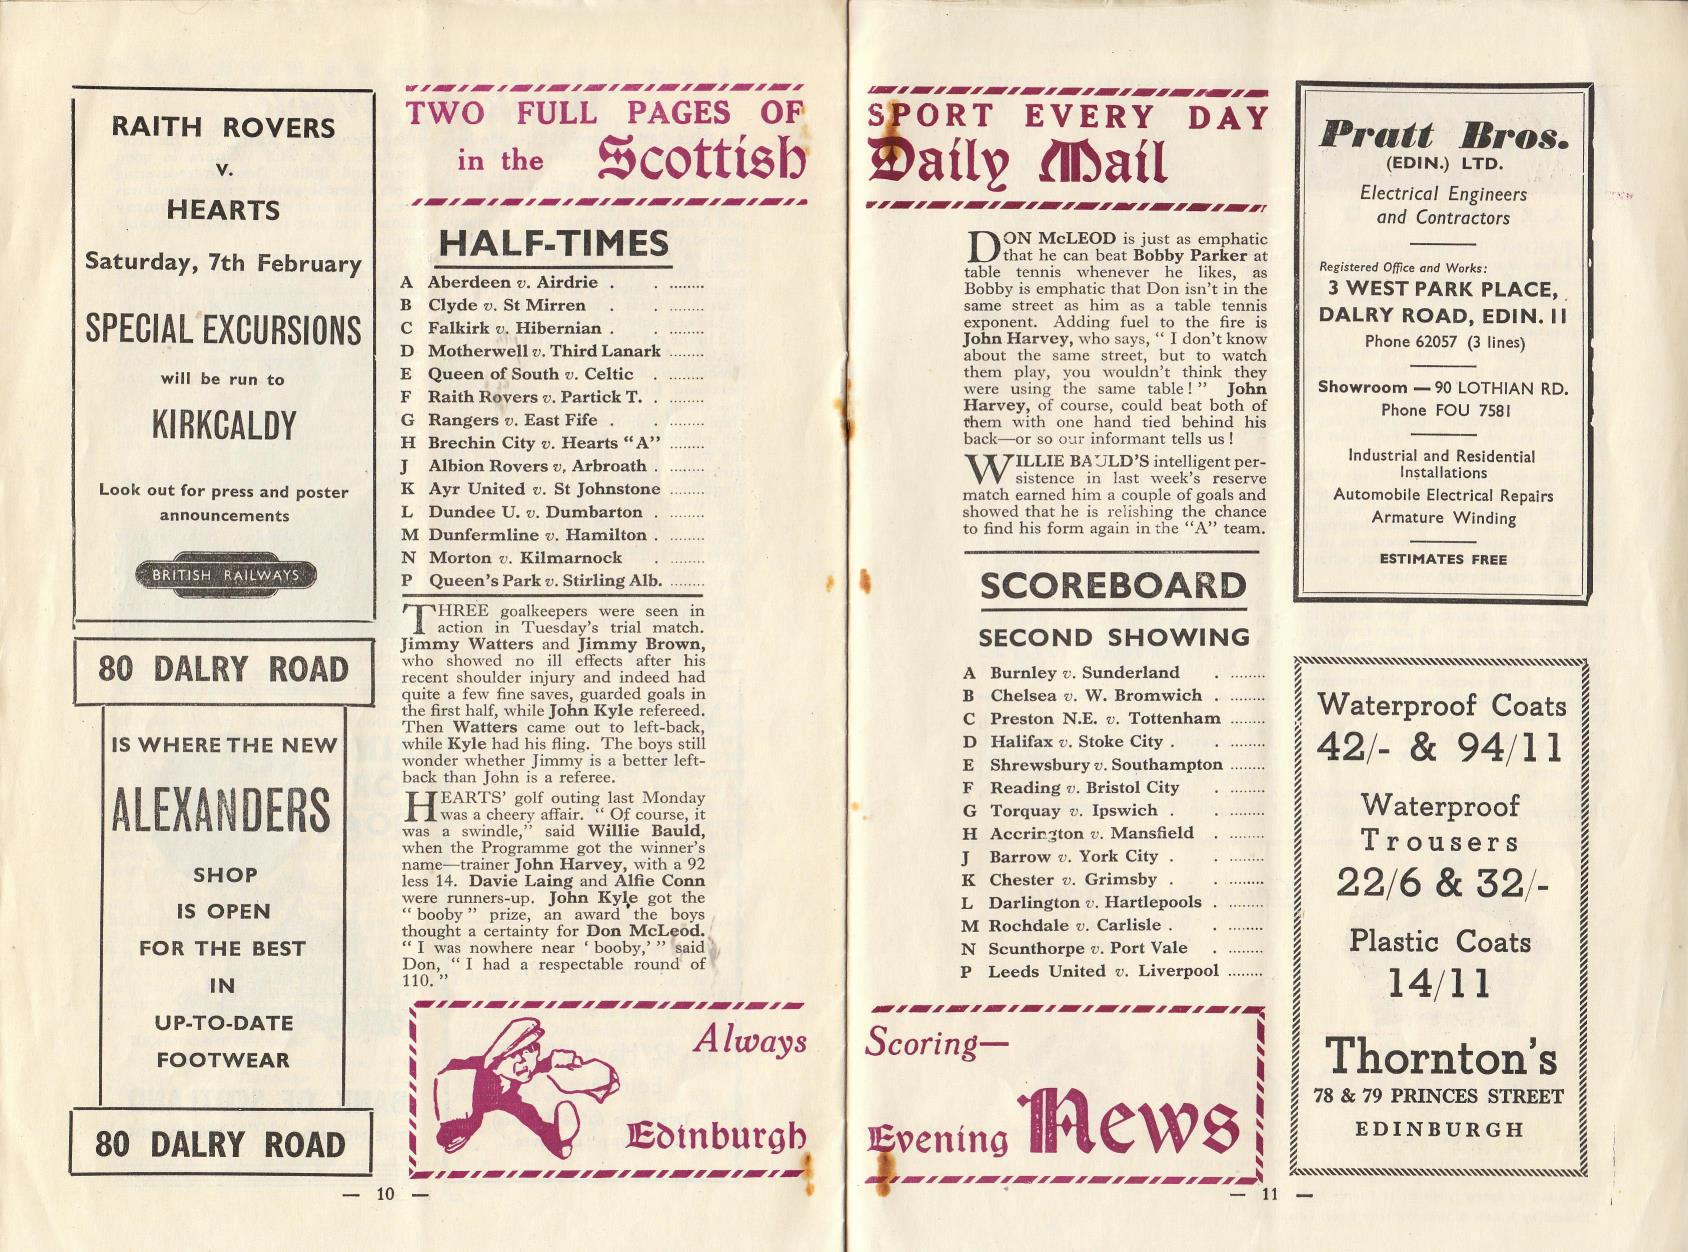 RAITH ROVERS
v.
HEARTS
Saturday, 7th February
SPECIAL EXCURSIONS
will be run to
KIRKCALDY
Look out for press and poster
announcements
BRITISH RAILWAYS
80 DALRY ROAD
IS WHERE THE NEW
ALEXANDERS
SHOP
IS OPEN
FOR THE BEST
IN
UP-TO-DATE
FOOTWEAR
80 DALRY ROAD
TWO FULL PAGES OF
in the Scottish
HALF-TIMES
A Aberdeen v. Airdrie . . ........
B Clyde v. St Mirren . . ........
C Falkirk v. Hibernian . . ........
D Motherwell v. Third Lanark ........
E Queen of South v. Celtic . ........
F Raith Rovers v. Partick T. . ........
G Rangers v. East Fife . . ........
H Brechin City v. Hearts "A" ........
J Albion Rovers v, Arbroath . ........
K Ayr United v. St Johnstone ........
L Dundee U. v. Dumbarton . ........
M Dunfermline v. Hamilton . ........
N Morton v. Kilmarnock . ........
P Queen's Park v. Stirling Alb. ........
THREE goalkeepers were seen in
action in Tuesday's trial match.
Jimmy Watters and Jimmy Brown,
who showed no ill effects after his
recent shoulder injury and indeed had
quite a few fine saves, guarded goals in
the first half, while John Kyle refereed.
Then Watters came out to left-back,
while Kyle had his fling. The boys still
wonder whether Jimmy is a better left-
back than John is a referee.
HEARTS' golf outing last Monday
was a cheery affair. " Of course, it
was a swindle," said Willie Bauld,
when the Programme got the winner's
name—trainer John Harvey, with a 92
less 14. Davie Laing and Alfie Conn
were runners-up. John Kyle got the
" booby " prize, an award the boys
thought a certainty for Don McLeod.
" I was nowhere near ' booby,' " said
Don, " I had a respectable round of
110. "
Always
Edinburgh
— 10 —
SPORT EVERY DAY
Daily Mail
DON McLEOD is just as emphatic
that he can beat Bobby Parker at
table tennis whenever he likes, as
Bobby is emphatic that Don isn't in the
same street as him as a table tennis
exponent. Adding fuel to the fire is
John Harvey, who says, " I don't know
about the same street, but to watch
them play, you wouldn't think they
were using the same table ! " John
Harvey, of course, could beat both of
them with one hand tied behind his
back—or so our informant tells us !
WILLIE BAULD'S intelligent per-
sistence in last week's reserve
match earned him a couple of goals and
showed that he is relishing the chance
to find his form again in the "A" team.
SCOREBOARD
SECOND SHOWING
A Burnley v. Sunderland . ........
B Chelsea v. W. Bromwich . ........
C Preston N.E. v. Tottenham ........
D Halifax v. Stoke City . . ........
E Shrewsbury v. Southampton ........
F Reading v. Bristol City . ........
G Torquay v. Ipswich . . ........
H Accrington v. Mansfield . ........
J Barrow v. York City . . ........
K Chester v. Grimsby . . ........
L Darlington v. Hartlepools . ........
M Rochdale v. Carlisle . . ........
N Scunthorpe v. Port Vale . ........
P Leeds United v. Liverpool ........
Scoring—
Evening News
— 11 —
Pratt Bros.
(EDIN.) LTD.
Electrical Engineers
and Contractors
Registered Office and Works:
3 WEST PARK PLACE,
DALRY ROAD, EDIN. 11
Phone 62057 (3 lines)
Showroom — 90 LOTHIAN RD.
Phone FOU 7581
Industrial and Residential
Installations
Automobile Electrical Repairs
Armature Winding
ESTIMATES FREE
Waterproof Coats
42/- & 94/11
Waterproof
Trousers
22/6 & 32/-
Plastic Coats
14/11
Thornton's
78 & 79 PRINCES STREET
EDINBURGH